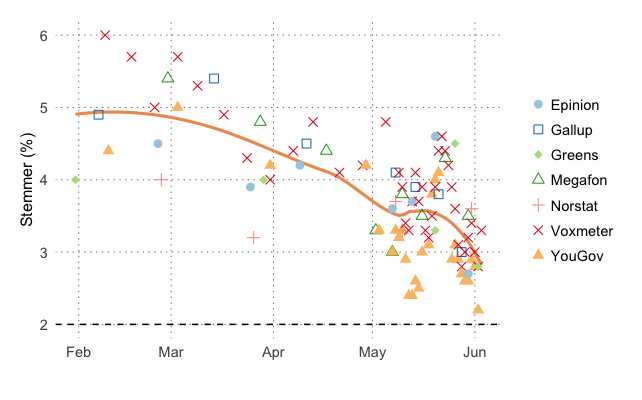 Stemmer (%)
6
5
4
3
2
Feb Mar Apr May Jun
Epinion
Gallup
Greens
Megafon
Norstat
Voxmeter
YouGov